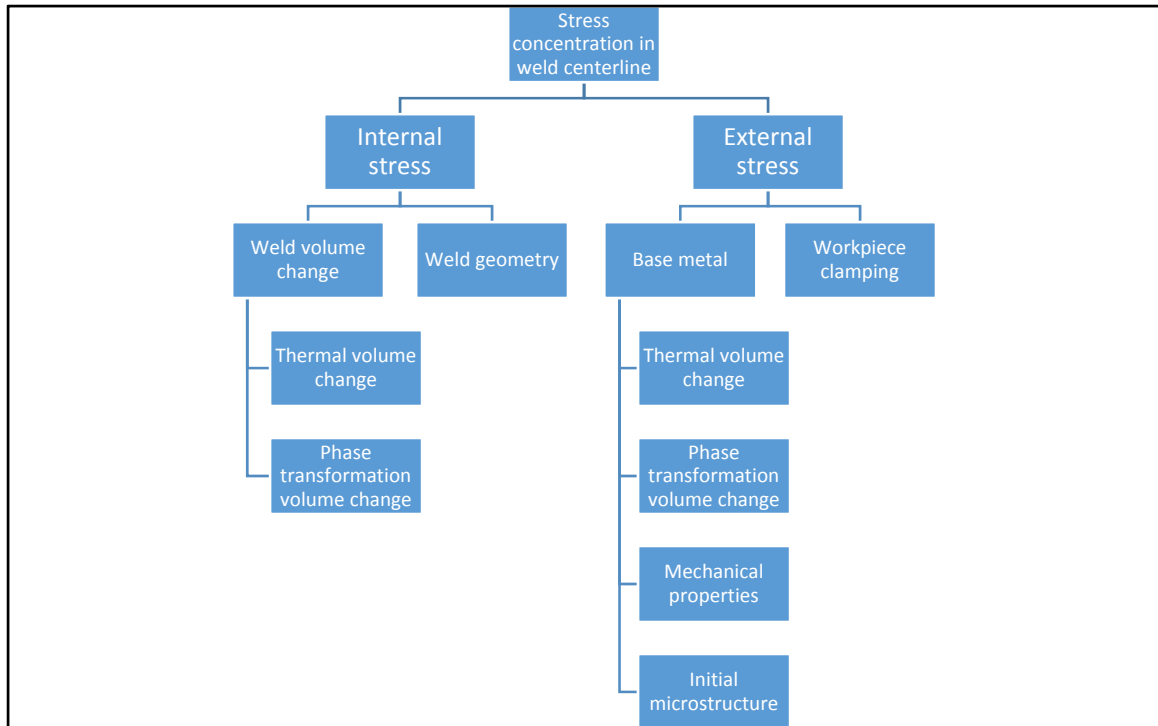 Stress
concentration in
weld centerline
Internal
stress
External
stress
Weld volume
change
Weld geometry
Base metal
Workpiece
clamping
Thermal volume
change
Thermal volume
change
Phase
transformation
volume change
Phase
transformation
volume change
Mechanical
properties
Initial
microstructure